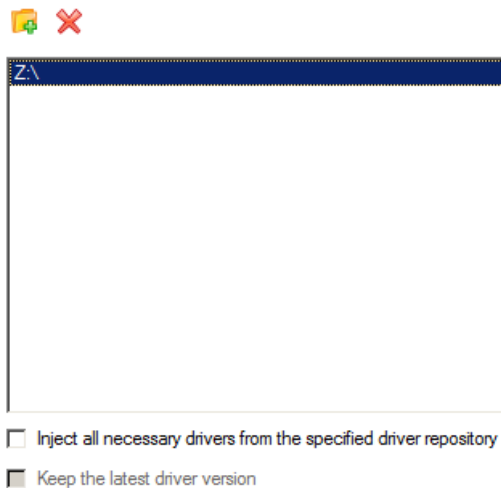 Z:\
Inject all necessary drivers from the specified driver repository
Keep the latest driver version